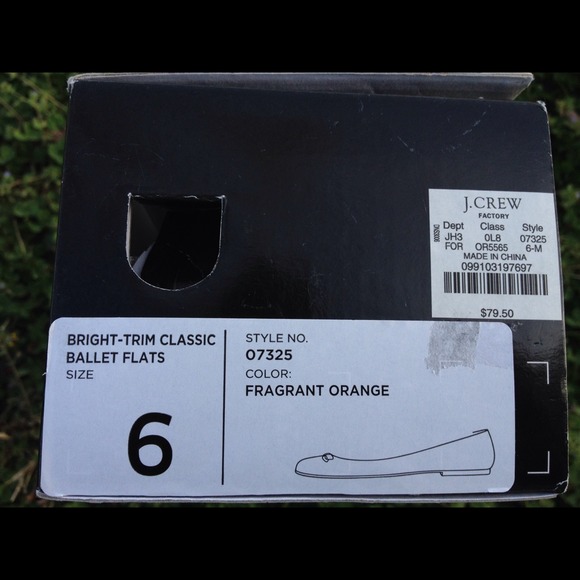 J.CREW
FACTORY
Dept Class Style
JH3 0L8 07325
FOR OR5565 6-M
MADE IN CHINA
099103197697
$79.50
BRIGHT-TRIM CLASSIC
BALLET FLATS
SIZE
6
STYLE NO.
07325
COLOR:
FRAGRANT ORANGE